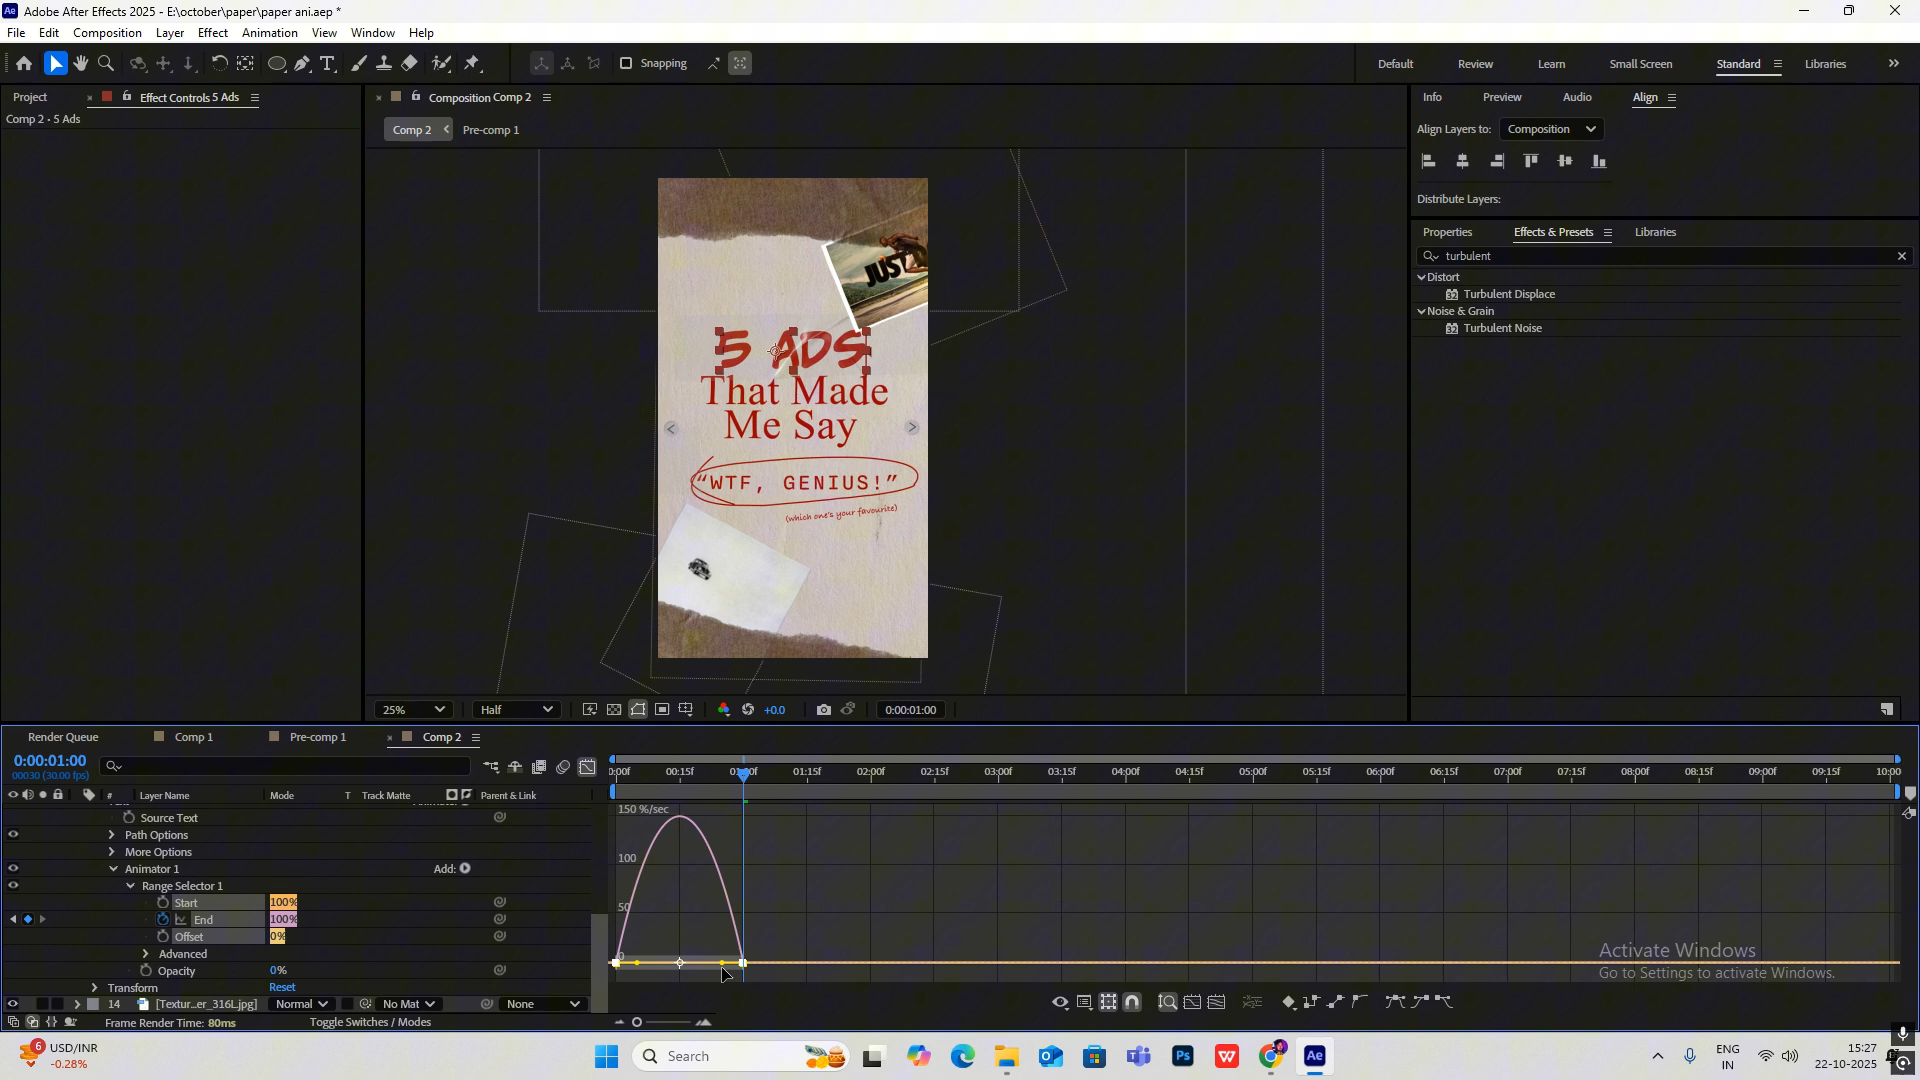 Adobe After Effects 2025 - E:\october\paper\paper ani.aep *
File Edit Composition Layer Effect Animation View Window Help
Snapping
Default Review Learn Small Screen Standard Libraries
Project Effect Controls 5 Ads
Comp 2 • 5 Ads
Composition Comp 2
Comp 2 Pre-comp 1
Info Preview Audio Align
Align Layers to: Composition
Distribute Layers:
Properties Effects & Presets Libraries
turbulent
Distort
Turbulent Displace
Noise & Grain
Turbulent Noise
JUST
5 ADS
That Made
Me Say
“WTF, GENIUS!”
(which one's your favourite)
25% Half +0.0 0:00:01:00
Render Queue Comp 1 Pre-comp 1 Comp 2
0:00:01:00
00030 (30.00 fps)
# Layer Name Mode T Track Matte Parent & Link
0:00f 00:15f 01:00f 01:15f 02:00f 02:15f 03:00f 03:15f 04:00f 04:15f 05:00f 05:15f 06:00f 06:15f 07:00f 07:15f 08:00f 08:15f 09:00f 09:15f 10:00
150 %/sec
100
50
0
Source Text
Path Options
More Options
Animator 1 Add:
Range Selector 1
Start 100%
End 100%
Offset 0%
Advanced
Opacity 0%
Transform Reset
14 [Textur...er_316L.jpg] Normal No Mat None
Frame Render Time: 80ms Toggle Switches / Modes
Activate Windows
Go to Settings to activate Windows.
6
USD/INR
-0.28%
Search
Ps
Ae
ENG
IN
15:27
22-10-2025